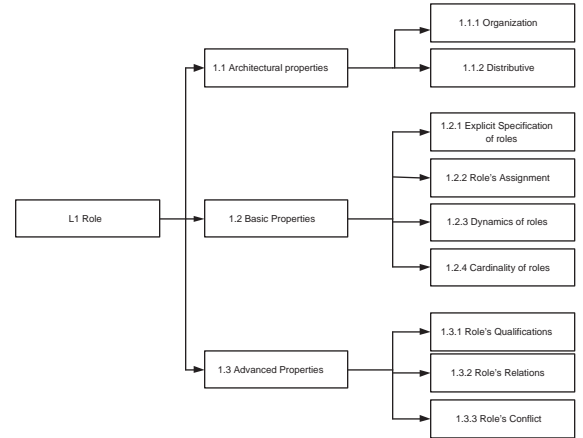 L1 Role
1.1 Architectural properties
1.1.1 Organization
1.1.2 Distributive
1.2 Basic Properties
1.2.1 Explicit Specification
of roles
1.2.2 Role's Assignment
1.2.3 Dynamics of roles
1.2.4 Cardinality of roles
1.3 Advanced Properties
1.3.1 Role's Qualifications
1.3.2 Role's Relations
1.3.3 Role's Conflict